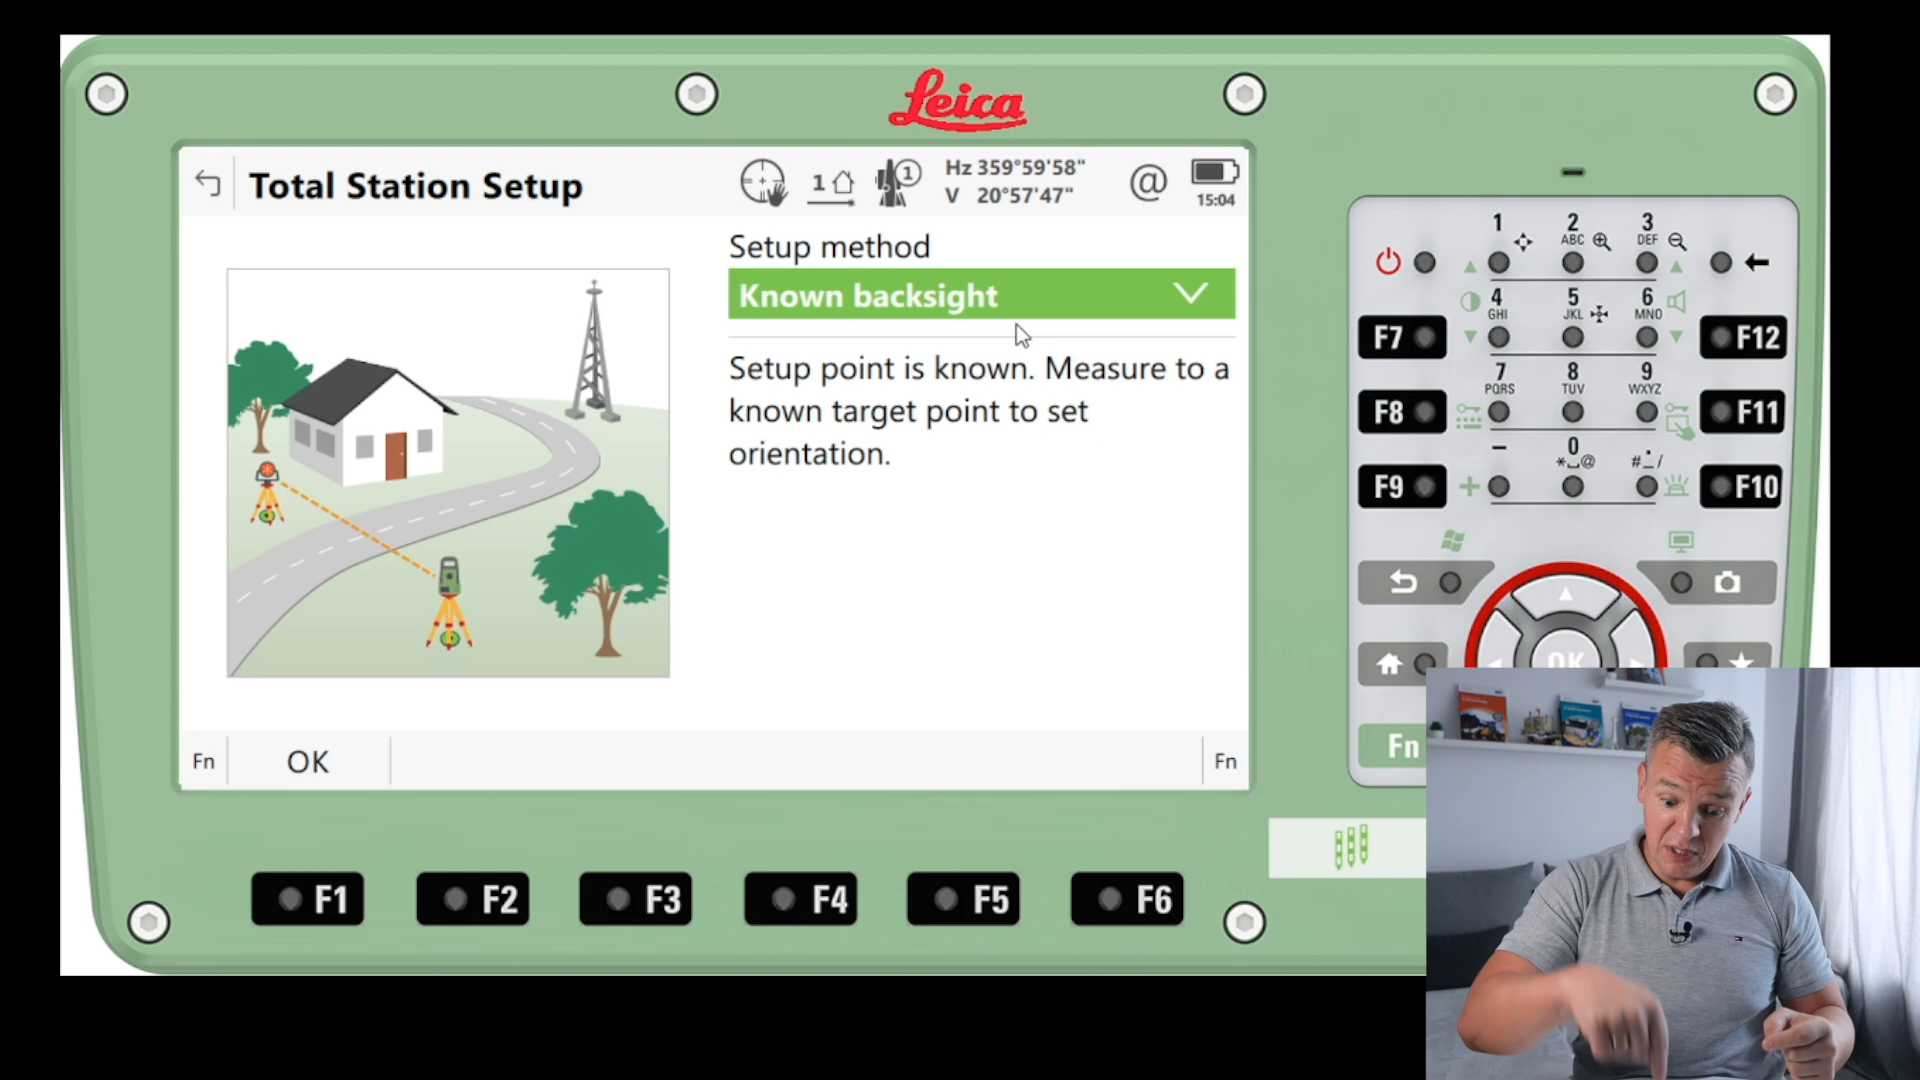 Leica
Total Station Setup
1
1
Hz 359°59'58"
V 20°57'47"
@
15:04
Setup method
Known backsight
Setup point is known. Measure to a
known target point to set
orientation.
Fn
OK
Fn
1
2 ABC
3 DEF
4 GHI
5 JKL
6 MNO
7 PQRS
8 TUV
9 WXYZ
0
*⎵@
#./
F7
F8
F9
F12
F11
F10
OK
Fn
F1
F2
F3
F4
F5
F6